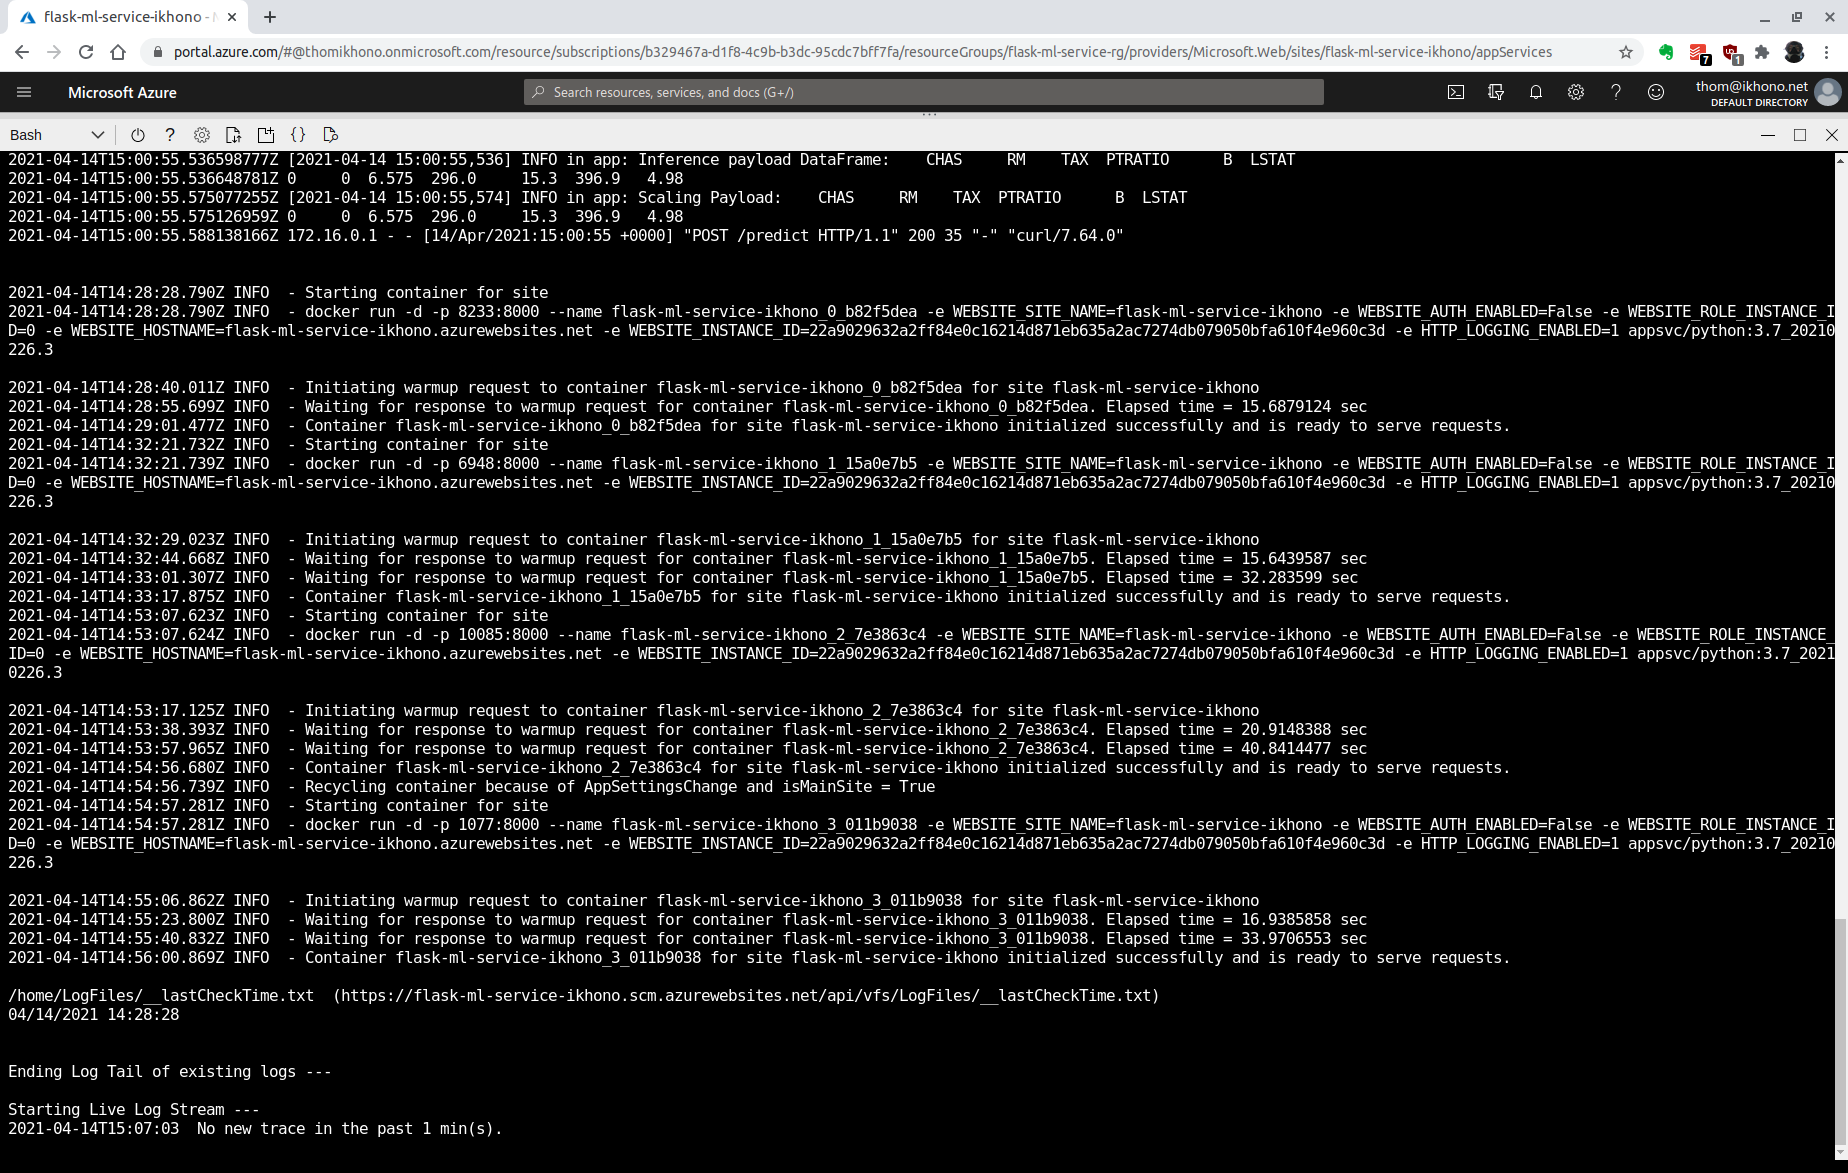 flask-ml-service-ikhono - M
portal.azure.com/#@thomikhono.onmicrosoft.com/resource/subscriptions/b329467a-d1f8-4c9b-b3dc-95cdc7bff7fa/resourceGroups/flask-ml-service-rg/providers/Microsoft.Web/sites/flask-ml-service-ikhono/appServices
7
1
Microsoft Azure
Search resources, services, and docs (G+/)
thom@ikhono.net
DEFAULT DIRECTORY
Bash
2021-04-14T15:00:55.536598777Z [2021-04-14 15:00:55,536] INFO in app: Inference payload DataFrame:    CHAS     RM    TAX  PTRATIO      B  LSTAT
2021-04-14T15:00:55.536648781Z 0     0  6.575  296.0     15.3  396.9   4.98
2021-04-14T15:00:55.575077255Z [2021-04-14 15:00:55,574] INFO in app: Scaling Payload:    CHAS     RM    TAX  PTRATIO      B  LSTAT
2021-04-14T15:00:55.575126959Z 0     0  6.575  296.0     15.3  396.9   4.98
2021-04-14T15:00:55.588138166Z 172.16.0.1 - - [14/Apr/2021:15:00:55 +0000] "POST /predict HTTP/1.1" 200 35 "-" "curl/7.64.0"
2021-04-14T14:28:28.790Z INFO  - Starting container for site
2021-04-14T14:28:28.790Z INFO  - docker run -d -p 8233:8000 --name flask-ml-service-ikhono_0_b82f5dea -e WEBSITE_SITE_NAME=flask-ml-service-ikhono -e WEBSITE_AUTH_ENABLED=False -e WEBSITE_ROLE_INSTANCE_I
D=0 -e WEBSITE_HOSTNAME=flask-ml-service-ikhono.azurewebsites.net -e WEBSITE_INSTANCE_ID=22a9029632a2ff84e0c16214d871eb635a2ac7274db079050bfa610f4e960c3d -e HTTP_LOGGING_ENABLED=1 appsvc/python:3.7_20210
226.3
2021-04-14T14:28:40.011Z INFO  - Initiating warmup request to container flask-ml-service-ikhono_0_b82f5dea for site flask-ml-service-ikhono
2021-04-14T14:28:55.699Z INFO  - Waiting for response to warmup request for container flask-ml-service-ikhono_0_b82f5dea. Elapsed time = 15.6879124 sec
2021-04-14T14:29:01.477Z INFO  - Container flask-ml-service-ikhono_0_b82f5dea for site flask-ml-service-ikhono initialized successfully and is ready to serve requests.
2021-04-14T14:32:21.732Z INFO  - Starting container for site
2021-04-14T14:32:21.739Z INFO  - docker run -d -p 6948:8000 --name flask-ml-service-ikhono_1_15a0e7b5 -e WEBSITE_SITE_NAME=flask-ml-service-ikhono -e WEBSITE_AUTH_ENABLED=False -e WEBSITE_ROLE_INSTANCE_I
D=0 -e WEBSITE_HOSTNAME=flask-ml-service-ikhono.azurewebsites.net -e WEBSITE_INSTANCE_ID=22a9029632a2ff84e0c16214d871eb635a2ac7274db079050bfa610f4e960c3d -e HTTP_LOGGING_ENABLED=1 appsvc/python:3.7_20210
226.3
2021-04-14T14:32:29.023Z INFO  - Initiating warmup request to container flask-ml-service-ikhono_1_15a0e7b5 for site flask-ml-service-ikhono
2021-04-14T14:32:44.668Z INFO  - Waiting for response to warmup request for container flask-ml-service-ikhono_1_15a0e7b5. Elapsed time = 15.6439587 sec
2021-04-14T14:33:01.307Z INFO  - Waiting for response to warmup request for container flask-ml-service-ikhono_1_15a0e7b5. Elapsed time = 32.283599 sec
2021-04-14T14:33:17.875Z INFO  - Container flask-ml-service-ikhono_1_15a0e7b5 for site flask-ml-service-ikhono initialized successfully and is ready to serve requests.
2021-04-14T14:53:07.623Z INFO  - Starting container for site
2021-04-14T14:53:07.624Z INFO  - docker run -d -p 10085:8000 --name flask-ml-service-ikhono_2_7e3863c4 -e WEBSITE_SITE_NAME=flask-ml-service-ikhono -e WEBSITE_AUTH_ENABLED=False -e WEBSITE_ROLE_INSTANCE_
ID=0 -e WEBSITE_HOSTNAME=flask-ml-service-ikhono.azurewebsites.net -e WEBSITE_INSTANCE_ID=22a9029632a2ff84e0c16214d871eb635a2ac7274db079050bfa610f4e960c3d -e HTTP_LOGGING_ENABLED=1 appsvc/python:3.7_2021
0226.3
2021-04-14T14:53:17.125Z INFO  - Initiating warmup request to container flask-ml-service-ikhono_2_7e3863c4 for site flask-ml-service-ikhono
2021-04-14T14:53:38.393Z INFO  - Waiting for response to warmup request for container flask-ml-service-ikhono_2_7e3863c4. Elapsed time = 20.9148388 sec
2021-04-14T14:53:57.965Z INFO  - Waiting for response to warmup request for container flask-ml-service-ikhono_2_7e3863c4. Elapsed time = 40.8414477 sec
2021-04-14T14:54:56.680Z INFO  - Container flask-ml-service-ikhono_2_7e3863c4 for site flask-ml-service-ikhono initialized successfully and is ready to serve requests.
2021-04-14T14:54:56.739Z INFO  - Recycling container because of AppSettingsChange and isMainSite = True
2021-04-14T14:54:57.281Z INFO  - Starting container for site
2021-04-14T14:54:57.281Z INFO  - docker run -d -p 1077:8000 --name flask-ml-service-ikhono_3_011b9038 -e WEBSITE_SITE_NAME=flask-ml-service-ikhono -e WEBSITE_AUTH_ENABLED=False -e WEBSITE_ROLE_INSTANCE_I
D=0 -e WEBSITE_HOSTNAME=flask-ml-service-ikhono.azurewebsites.net -e WEBSITE_INSTANCE_ID=22a9029632a2ff84e0c16214d871eb635a2ac7274db079050bfa610f4e960c3d -e HTTP_LOGGING_ENABLED=1 appsvc/python:3.7_20210
226.3
2021-04-14T14:55:06.862Z INFO  - Initiating warmup request to container flask-ml-service-ikhono_3_011b9038 for site flask-ml-service-ikhono
2021-04-14T14:55:23.800Z INFO  - Waiting for response to warmup request for container flask-ml-service-ikhono_3_011b9038. Elapsed time = 16.9385858 sec
2021-04-14T14:55:40.832Z INFO  - Waiting for response to warmup request for container flask-ml-service-ikhono_3_011b9038. Elapsed time = 33.9706553 sec
2021-04-14T14:56:00.869Z INFO  - Container flask-ml-service-ikhono_3_011b9038 for site flask-ml-service-ikhono initialized successfully and is ready to serve requests.
/home/LogFiles/__lastCheckTime.txt  (https://flask-ml-service-ikhono.scm.azurewebsites.net/api/vfs/LogFiles/__lastCheckTime.txt)
04/14/2021 14:28:28
Ending Log Tail of existing logs ---
Starting Live Log Stream ---
2021-04-14T15:07:03  No new trace in the past 1 min(s).